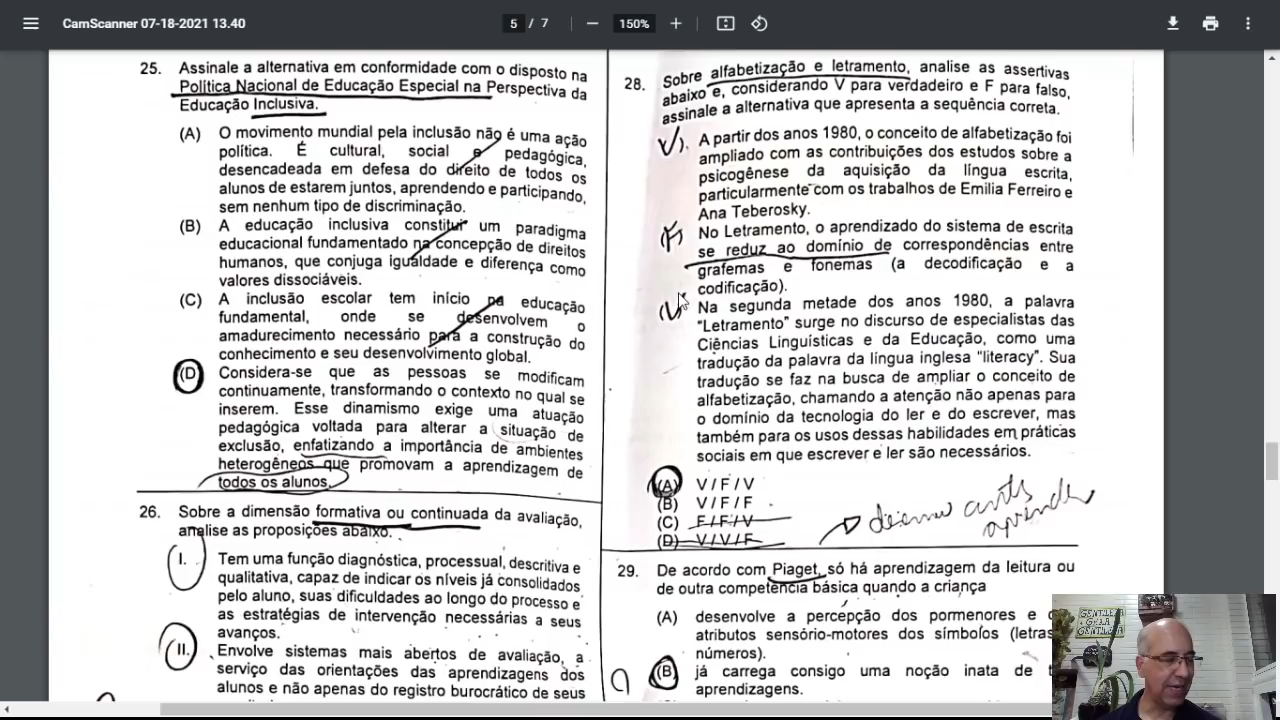 CamScanner 07-18-2021 13.40
5 / 7
150%
25. Assinale a alternativa em conformidade com o disposto na
Política Nacional de Educação Especial na Perspectiva da
Educação Inclusiva.
(A) O movimento mundial pela inclusão não é uma ação
política. É cultural, social e pedagógica,
desencadeada em defesa do direito de todos os
alunos de estarem juntos, aprendendo e participando,
sem nenhum tipo de discriminação.
(B) A educação inclusiva constitui um paradigma
educacional fundamentado na concepção de direitos
humanos, que conjuga igualdade e diferença como
valores dissociáveis.
(C) A inclusão escolar tem início na educação
fundamental, onde se desenvolvem o
amadurecimento necessário para a construção do
conhecimento e seu desenvolvimento global.
(D) Considera-se que as pessoas se modificam
continuamente, transformando o contexto no qual se
inserem. Esse dinamismo exige uma atuação
pedagógica voltada para alterar a situação de
exclusão, enfatizando a importância de ambientes
heterogêneos que promovam a aprendizagem de
todos os alunos.
26. Sobre a dimensão formativa ou continuada da avaliação,
analise as proposições abaixo.
I. Tem uma função diagnóstica, processual, descritiva e
qualitativa, capaz de indicar os níveis já consolidados
pelo aluno, suas dificuldades ao longo do processo e
as estratégias de intervenção necessárias a seus
avanços.
II. Envolve sistemas mais abertos de avaliação, a
serviço das orientações das aprendizagens dos
alunos e não apenas do registro burocrático de seus
28. Sobre alfabetização e letramento, analise as assertivas
abaixo e, considerando V para verdadeiro e F para falso,
assinale a alternativa que apresenta a sequência correta.
(V) A partir dos anos 1980, o conceito de alfabetização foi
ampliado com as contribuições dos estudos sobre a
psicogênese da aquisição da língua escrita,
particularmente com os trabalhos de Emilia Ferreiro e
Ana Teberosky.
(F) No Letramento, o aprendizado do sistema de escrita
se reduz ao domínio de correspondências entre
grafemas e fonemas (a decodificação e a
codificação).
(V) Na segunda metade dos anos 1980, a palavra
"Letramento" surge no discurso de especialistas das
Ciências Linguísticas e da Educação, como uma
tradução da palavra da língua inglesa "literacy". Sua
tradução se faz na busca de ampliar o conceito de
alfabetização, chamando a atenção não apenas para
o domínio da tecnologia do ler e do escrever, mas
também para os usos dessas habilidades em práticas
sociais em que escrever e ler são necessários.
(A) V / F / V
(B) V / F / F
(C) F / F / V
(D) V / V / F
29. De acordo com Piaget, só há aprendizagem da leitura ou
de outra competência básica quando a criança
(A) desenvolve a percepção dos pormenores e
atributos sensório-motores dos símbolos (letras
números).
(B) já carrega consigo uma noção inata de
aprendizagens.
GENTILEZA
GERA
GENTILEZA